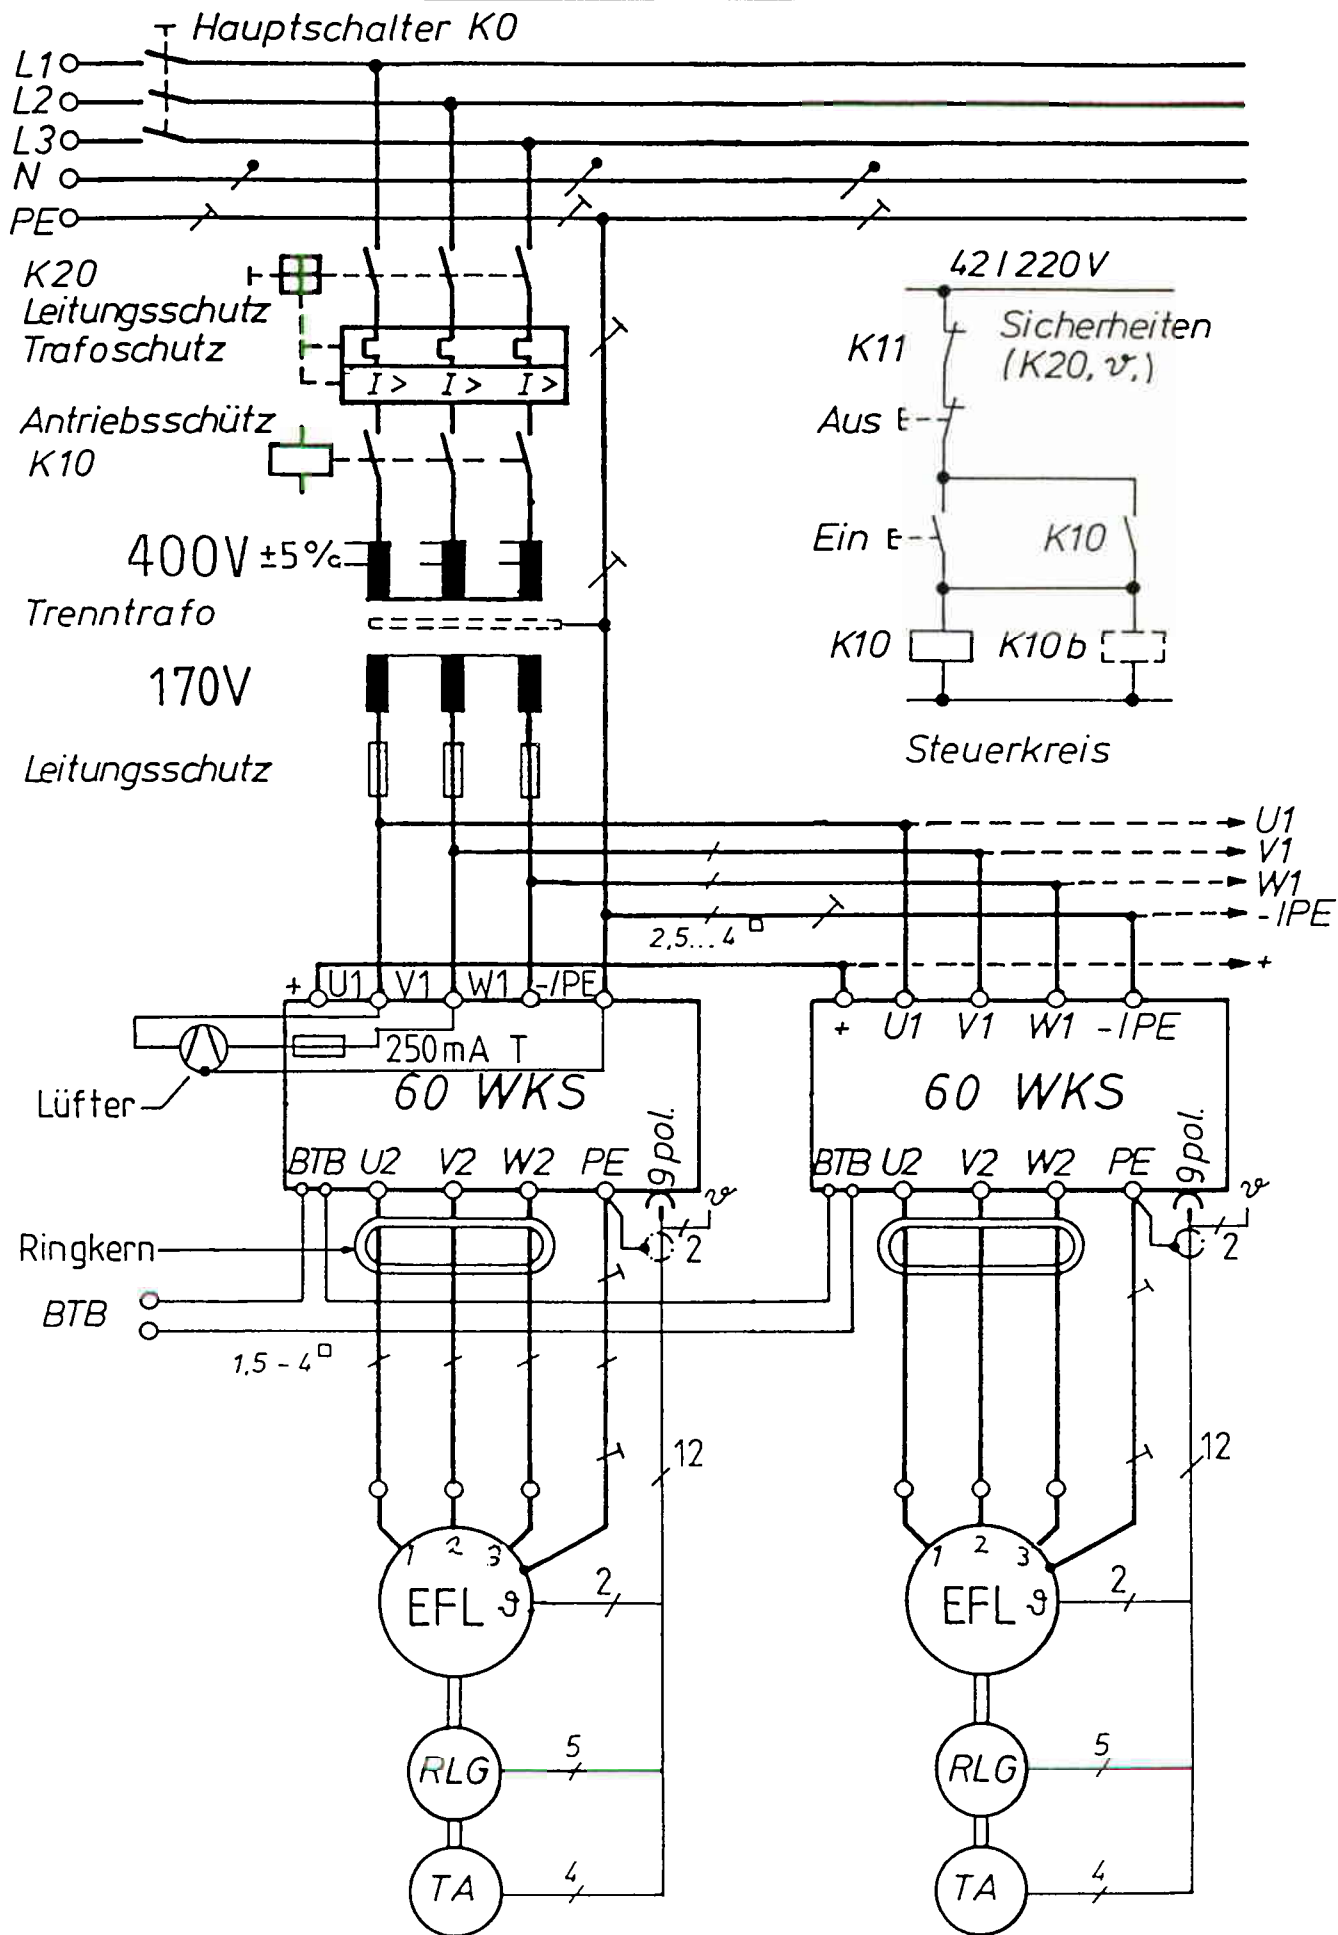 Hauptschalter K0
L1
L2
L3
N
PE
K20
Leitungsschutz
Trafoschutz
I > I > I >
Antriebsschütz
K10
400V ±5%
Trenntrafo
170V
Leitungsschutz
42/220V
K11
Sicherheiten
(K20, ϑ,)
Aus
Ein
K10
K10
K10b
Steuerkreis
U1
V1
W1
-/PE
2,5...4 □
+
+ U1 V1 W1 -/PE
250mA T
60 WKS
Lüfter
BTB U2 V2 W2 PE 9pol.
ϑ
2
+ U1 V1 W1 -/PE
60 WKS
BTB U2 V2 W2 PE 9pol.
ϑ
2
Ringkern
BTB
1,5 - 4 □
12
12
1 2 3
EFL ϑ
2
1 2 3
EFL ϑ
2
RLG
5
RLG
5
TA
4
TA
4